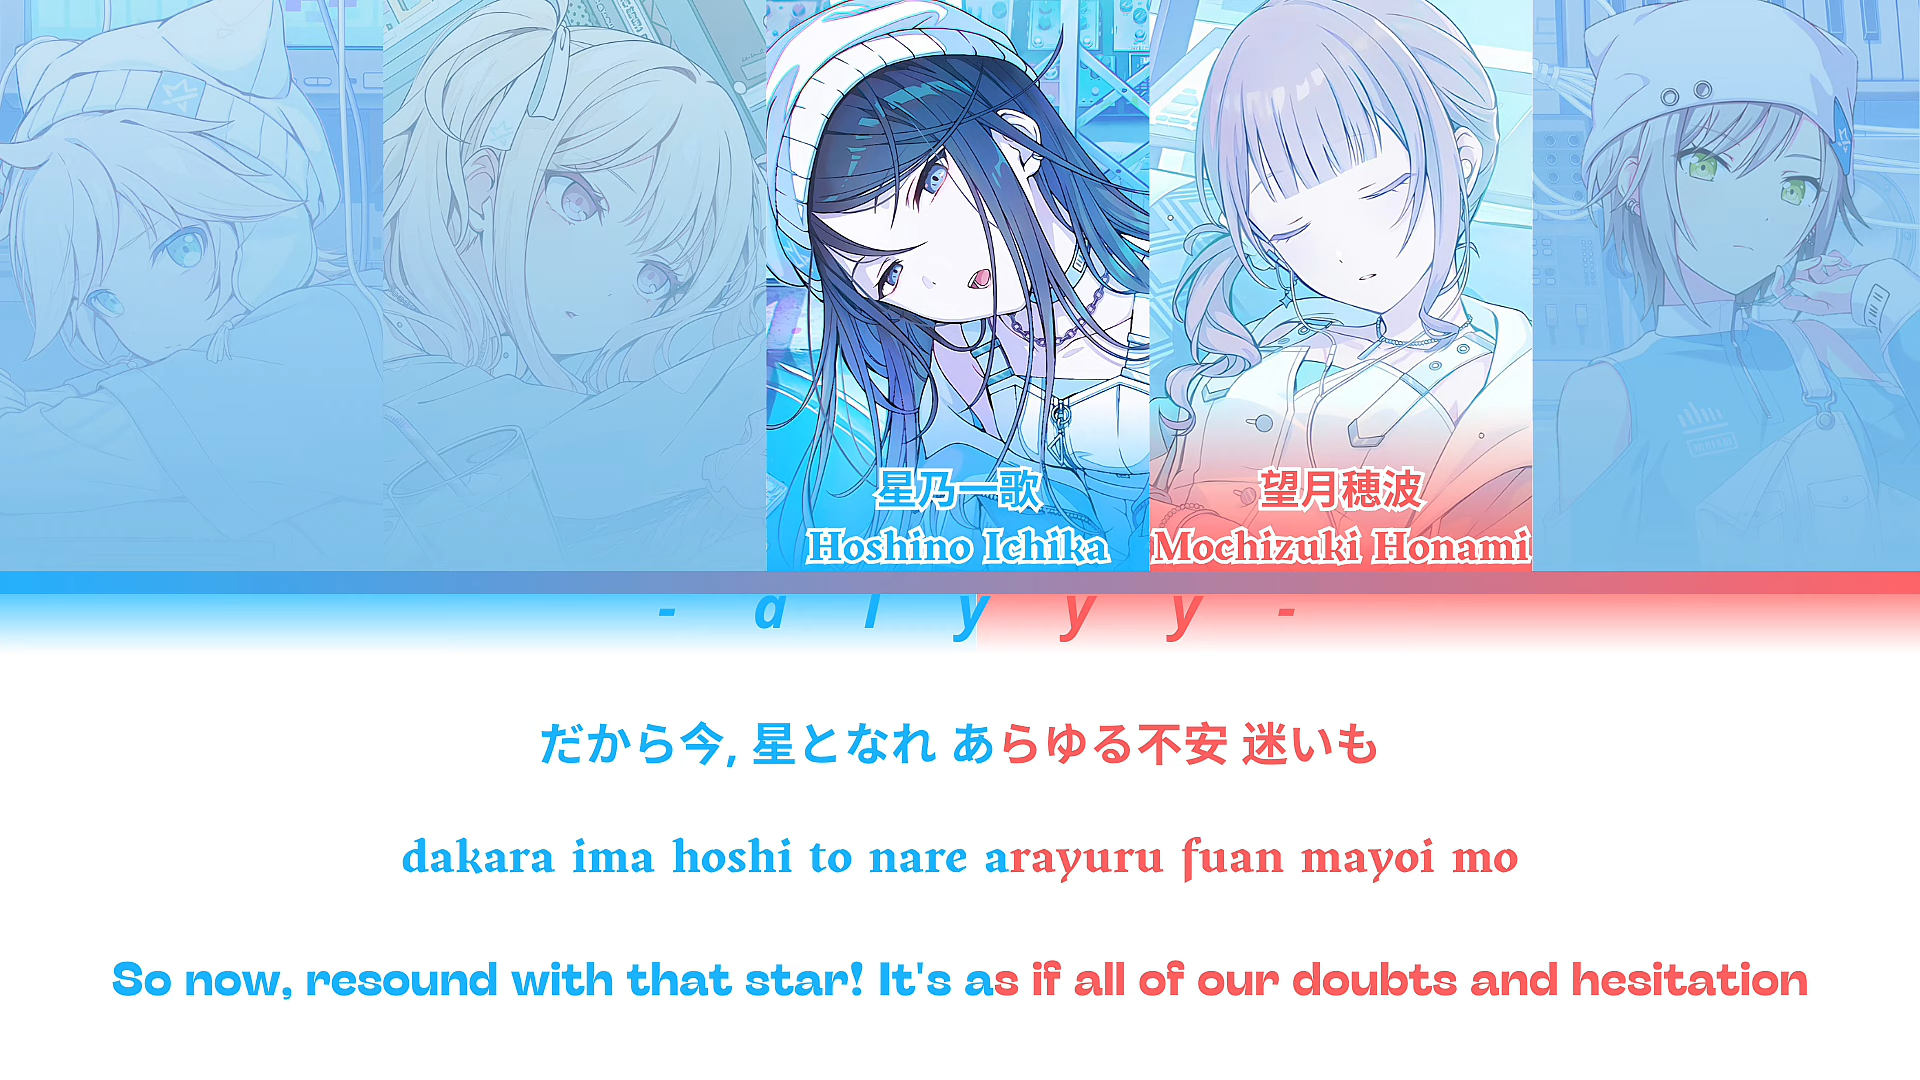 星乃一歌
Hoshino Ichika
望月穂波
Mochizuki Honami
- a l y y y -
だから今, 星となれ あらゆる不安 迷いも
dakara ima hoshi to nare arayuru fuan mayoi mo
So now, resound with that star! It's as if all of our doubts and hesitation